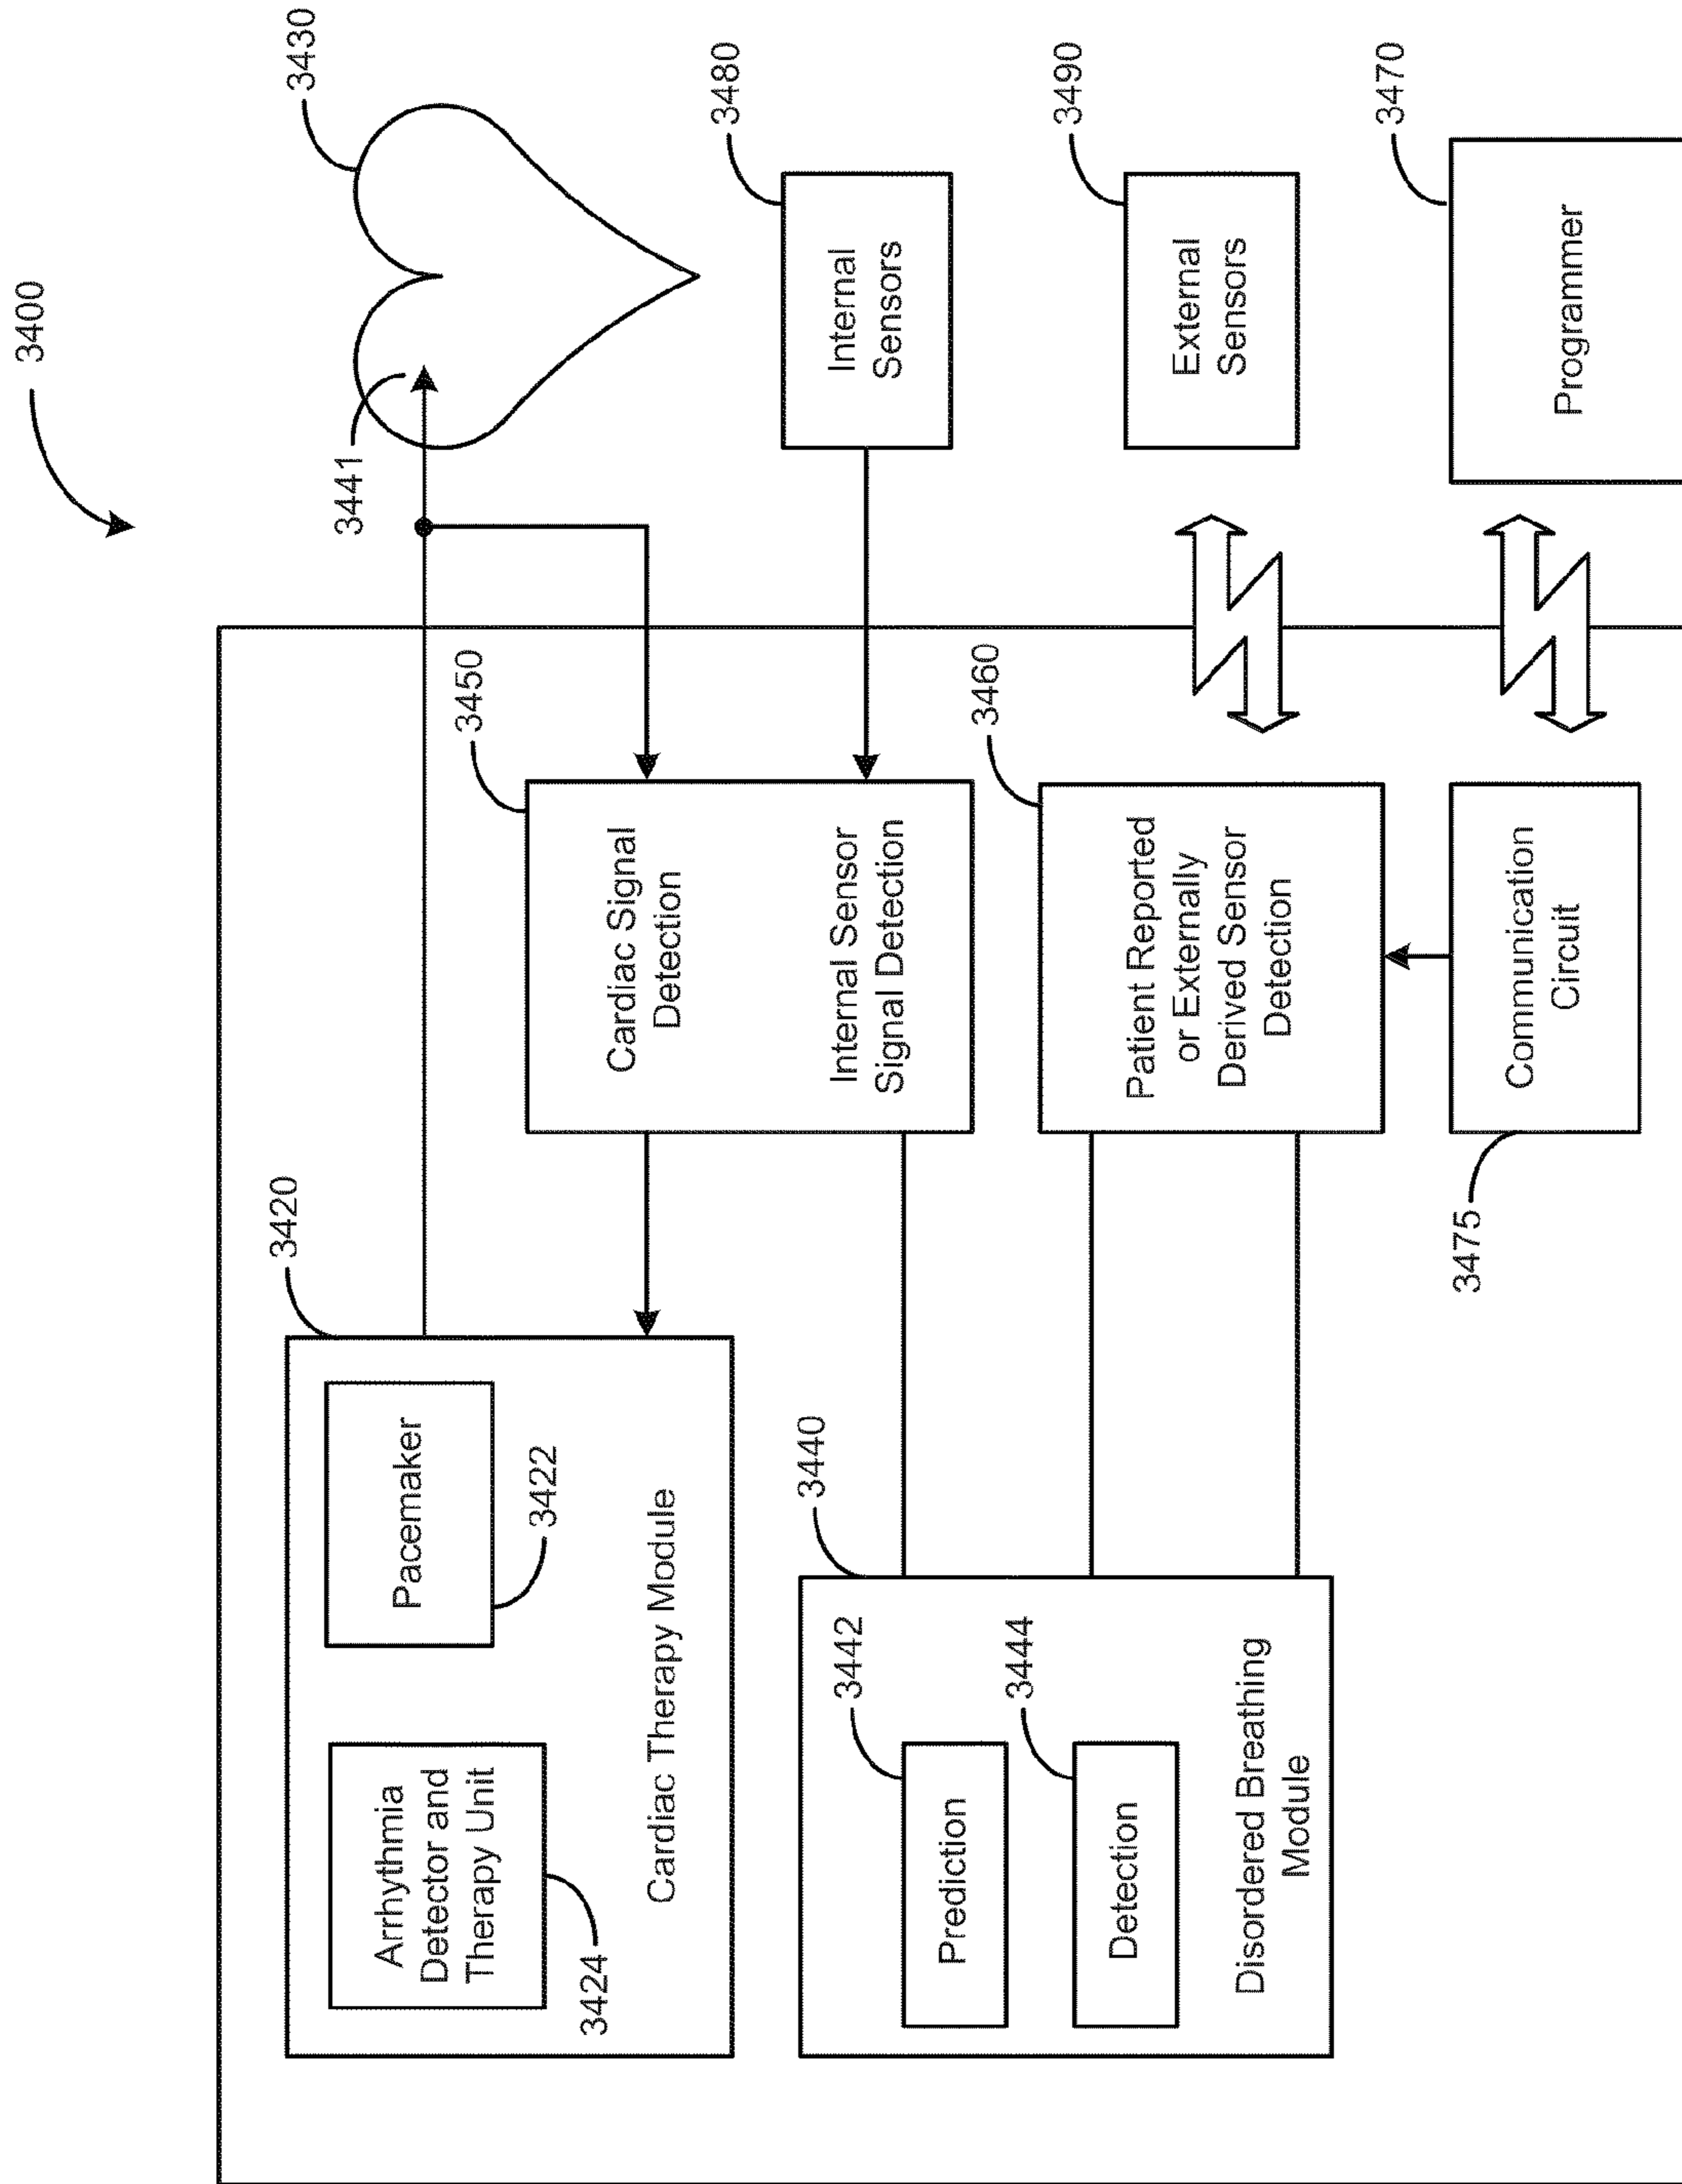 3400
3420
Arrhythmia
Detector and
Therapy Unit
3424
Pacemaker
3422
Cardiac Therapy Module
3441
3430
3450
Cardiac Signal
Detection
Internal Sensor
Signal Detection
3480
Internal
Sensors
3440
3442
Prediction
3444
Detection
Disordered Breathing
Module
3460
Patient Reported
or Externally
Derived Sensor
Detection
3490
External
Sensors
3475
Communication
Circuit
3470
Programmer